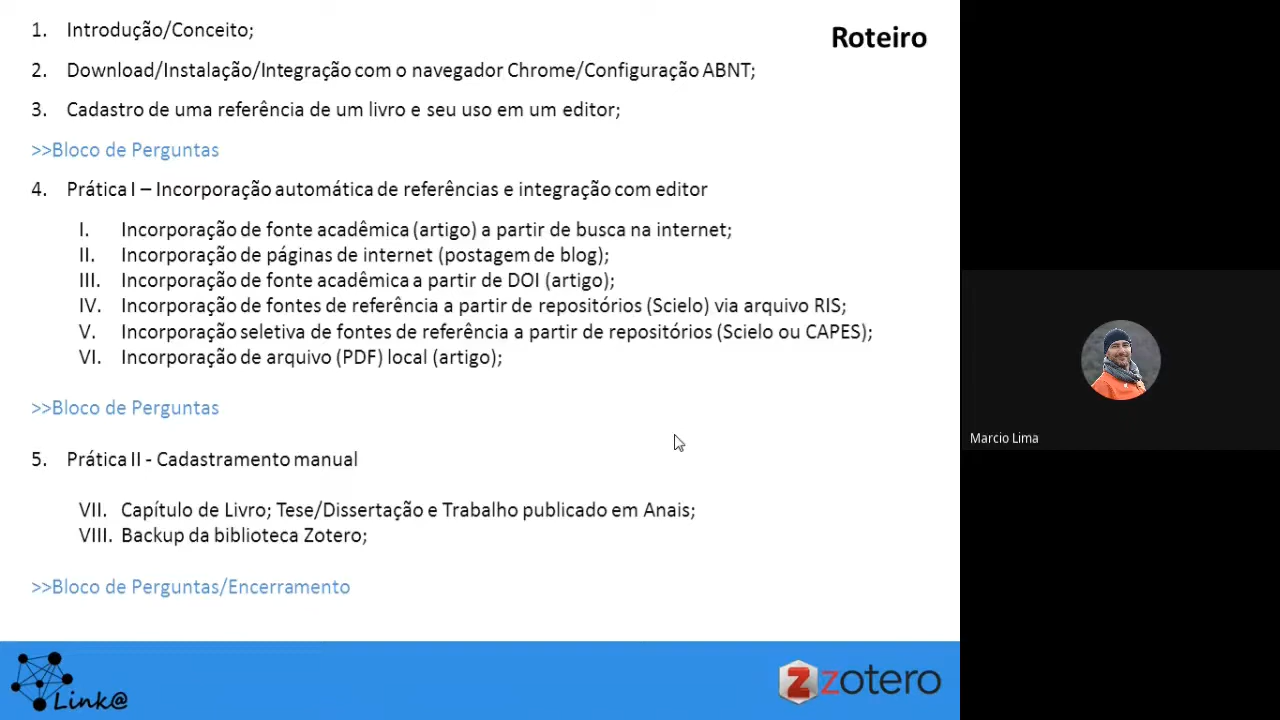 Roteiro
1. Introdução/Conceito;
2. Download/Instalação/Integração com o navegador Chrome/Configuração ABNT;
3. Cadastro de uma referência de um livro e seu uso em um editor;
>>Bloco de Perguntas
4. Prática I – Incorporação automática de referências e integração com editor
I. Incorporação de fonte acadêmica (artigo) a partir de busca na internet;
II. Incorporação de páginas de internet (postagem de blog);
III. Incorporação de fonte acadêmica a partir de DOI (artigo);
IV. Incorporação de fontes de referência a partir de repositórios (Scielo) via arquivo RIS;
V. Incorporação seletiva de fontes de referência a partir de repositórios (Scielo ou CAPES);
VI. Incorporação de arquivo (PDF) local (artigo);
>>Bloco de Perguntas
5. Prática II - Cadastramento manual
VII. Capítulo de Livro; Tese/Dissertação e Trabalho publicado em Anais;
VIII. Backup da biblioteca Zotero;
>>Bloco de Perguntas/Encerramento
Link@
Z zotero
Marcio Lima